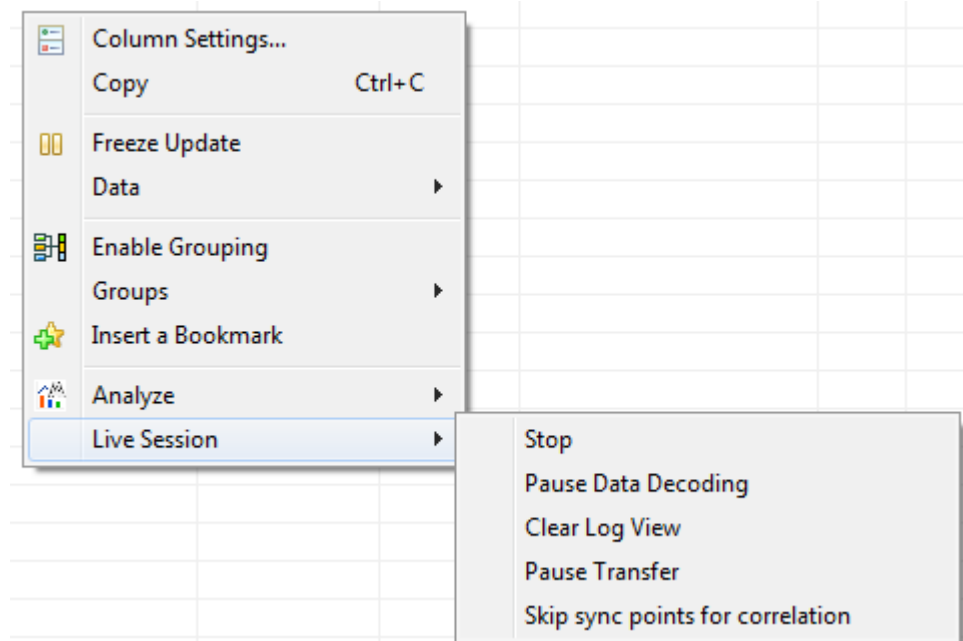 Column Settings...
Copy Ctrl+C
Freeze Update
Data
Enable Grouping
Groups
Insert a Bookmark
Analyze
Live Session
Stop
Pause Data Decoding
Clear Log View
Pause Transfer
Skip sync points for correlation